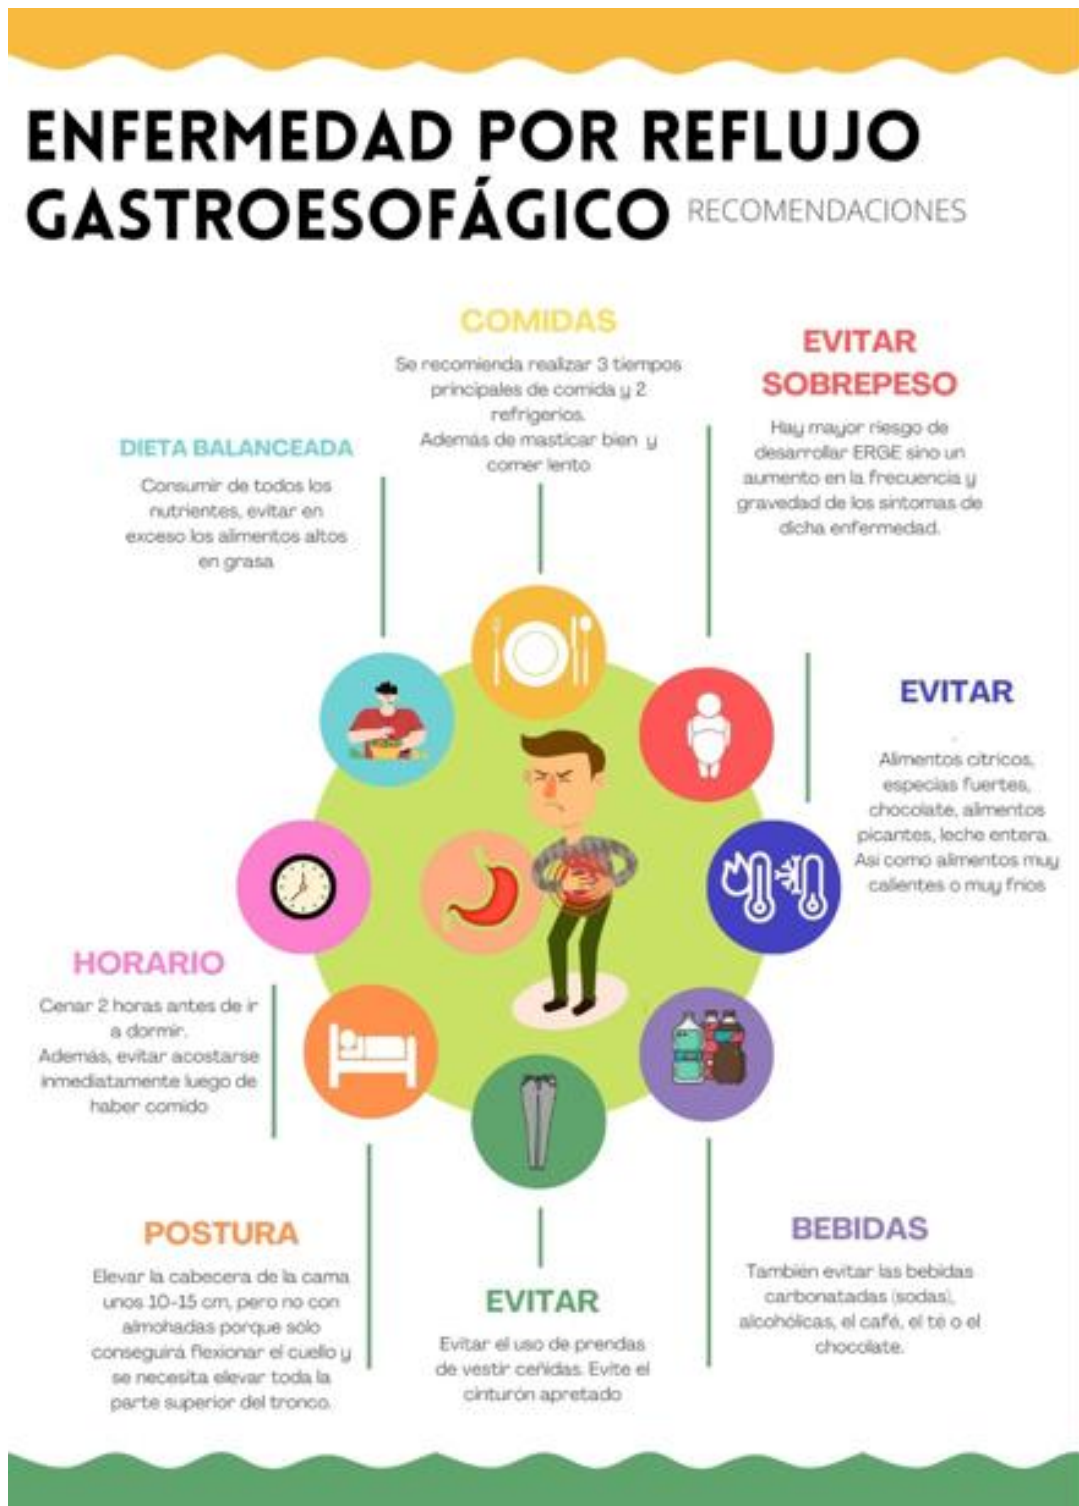 ENFERMEDAD POR REFLUJO
GASTROESOFÁGICO RECOMENDACIONES
COMIDAS
Se recomienda realizar 3 tiempos
principales de comida y 2
refrigerios.
Además de masticar bien y
comer lento
EVITAR
SOBREPESO
Hay mayor riesgo de
desarrollar ERGE sino un
aumento en la frecuencia y
gravedad de los síntomas de
dicha enfermedad.
DIETA BALANCEADA
Consumir de todos los
nutrientes, evitar en
exceso los alimentos altos
en grasa
EVITAR
Alimentos cítricos,
especias fuertes,
chocolate, alimentos
picantes, leche entera.
Así como alimentos muy
calientes o muy fríos
HORARIO
Cenar 2 horas antes de ir
a dormir.
Además, evitar acostarse
inmediatamente luego de
haber comido
POSTURA
Elevar la cabecera de la cama
unos 10-15 cm, pero no con
almohadas porque sólo
conseguirá flexionar el cuello y
se necesita elevar toda la
parte superior del tronco.
EVITAR
Evitar el uso de prendas
de vestir ceñidas. Evite el
cinturón apretado
BEBIDAS
También evitar las bebidas
carbonatadas (sodas),
alcohólicas, el café, el té o el
chocolate.